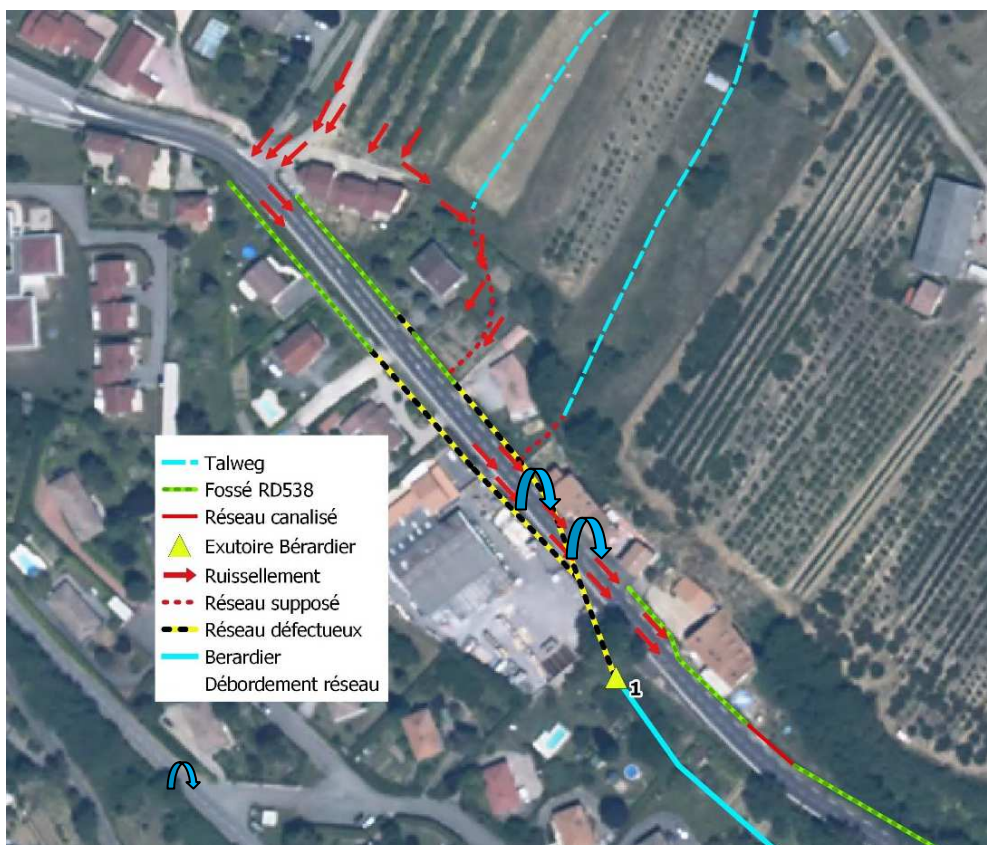 Talweg
Fossé RD538
Réseau canalisé
Exutoire Bérardier
Ruissellement
Réseau supposé
Réseau défectueux
Berardier
Débordement réseau
1